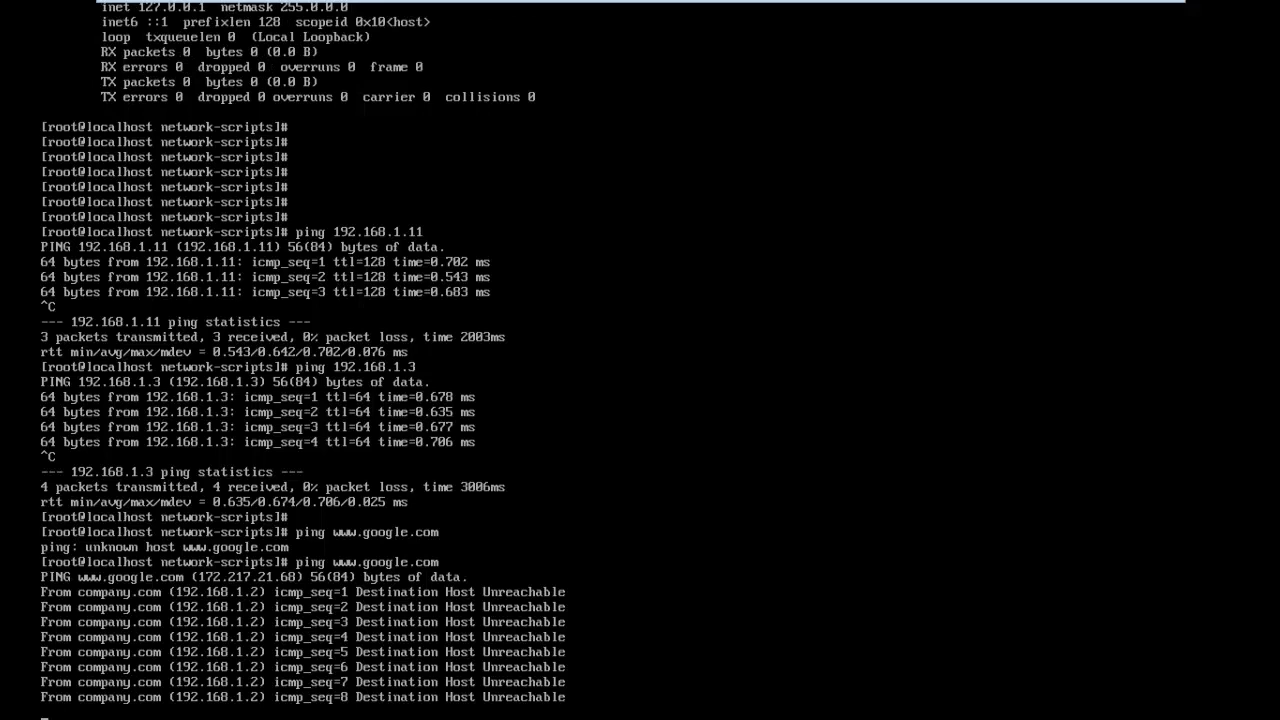 inet 127.0.0.1 netmask 255.0.0.0
inet6 ::1 prefixlen 128 scopeid 0x10<host>
loop txqueuelen 0 (Local Loopback)
RX packets 0 bytes 0 (0.0 B)
RX errors 0 dropped 0 overruns 0 frame 0
TX packets 0 bytes 0 (0.0 B)
TX errors 0 dropped 0 overruns 0 carrier 0 collisions 0
[root@localhost network-scripts]#
[root@localhost network-scripts]#
[root@localhost network-scripts]#
[root@localhost network-scripts]#
[root@localhost network-scripts]#
[root@localhost network-scripts]#
[root@localhost network-scripts]#
[root@localhost network-scripts]# ping 192.168.1.11
PING 192.168.1.11 (192.168.1.11) 56(84) bytes of data.
64 bytes from 192.168.1.11: icmp_seq=1 ttl=128 time=0.702 ms
64 bytes from 192.168.1.11: icmp_seq=2 ttl=128 time=0.543 ms
64 bytes from 192.168.1.11: icmp_seq=3 ttl=128 time=0.683 ms
^C
--- 192.168.1.11 ping statistics ---
3 packets transmitted, 3 received, 0% packet loss, time 2003ms
rtt min/avg/max/mdev = 0.543/0.642/0.702/0.076 ms
[root@localhost network-scripts]# ping 192.168.1.3
PING 192.168.1.3 (192.168.1.3) 56(84) bytes of data.
64 bytes from 192.168.1.3: icmp_seq=1 ttl=64 time=0.678 ms
64 bytes from 192.168.1.3: icmp_seq=2 ttl=64 time=0.635 ms
64 bytes from 192.168.1.3: icmp_seq=3 ttl=64 time=0.677 ms
64 bytes from 192.168.1.3: icmp_seq=4 ttl=64 time=0.706 ms
^C
--- 192.168.1.3 ping statistics ---
4 packets transmitted, 4 received, 0% packet loss, time 3006ms
rtt min/avg/max/mdev = 0.635/0.674/0.706/0.025 ms
[root@localhost network-scripts]#
[root@localhost network-scripts]# ping www.google.com
ping: unknown host www.google.com
[root@localhost network-scripts]# ping www.google.com
PING www.google.com (172.217.21.68) 56(84) bytes of data.
From company.com (192.168.1.2) icmp_seq=1 Destination Host Unreachable
From company.com (192.168.1.2) icmp_seq=2 Destination Host Unreachable
From company.com (192.168.1.2) icmp_seq=3 Destination Host Unreachable
From company.com (192.168.1.2) icmp_seq=4 Destination Host Unreachable
From company.com (192.168.1.2) icmp_seq=5 Destination Host Unreachable
From company.com (192.168.1.2) icmp_seq=6 Destination Host Unreachable
From company.com (192.168.1.2) icmp_seq=7 Destination Host Unreachable
From company.com (192.168.1.2) icmp_seq=8 Destination Host Unreachable